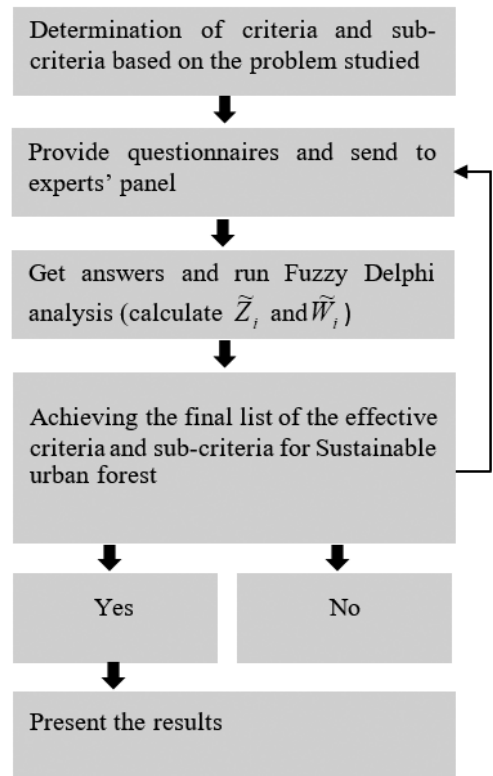 Determination of criteria and sub-
criteria based on the problem studied
Provide questionnaires and send to
experts' panel
Get answers and run Fuzzy Delphi
analysis (calculate Z̃ᵢ and W̃ᵢ)
Achieving the final list of the effective
criteria and sub-criteria for Sustainable
urban forest
Yes
No
Present the results